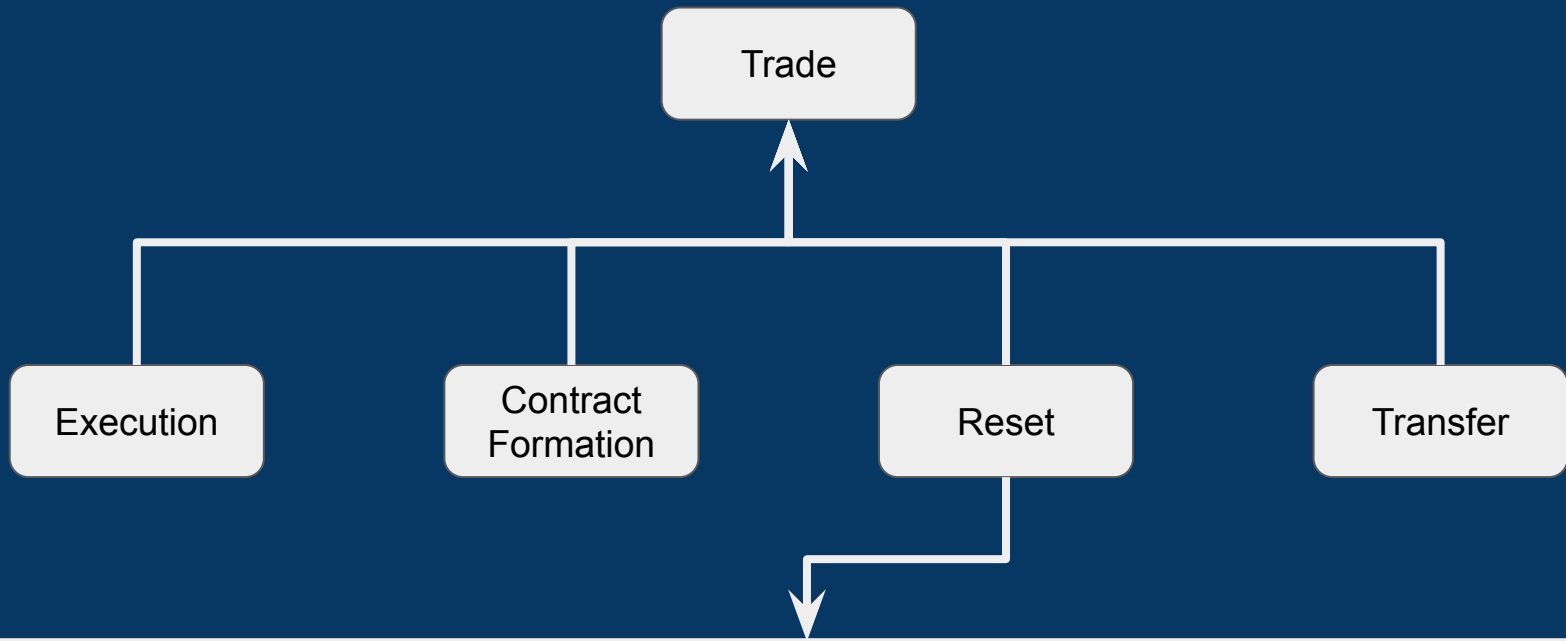 Trade
Execution
Contract
Formation
Reset
Transfer